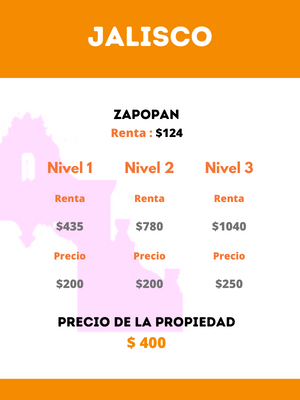 JALISCO
ZAPOPAN
Renta : $124
Nivel 1 Nivel 2 Nivel 3
Renta Renta Renta
$435 $780 $1040
Precio Precio Precio
$200 $200 $250
PRECIO DE LA PROPIEDAD
$ 400